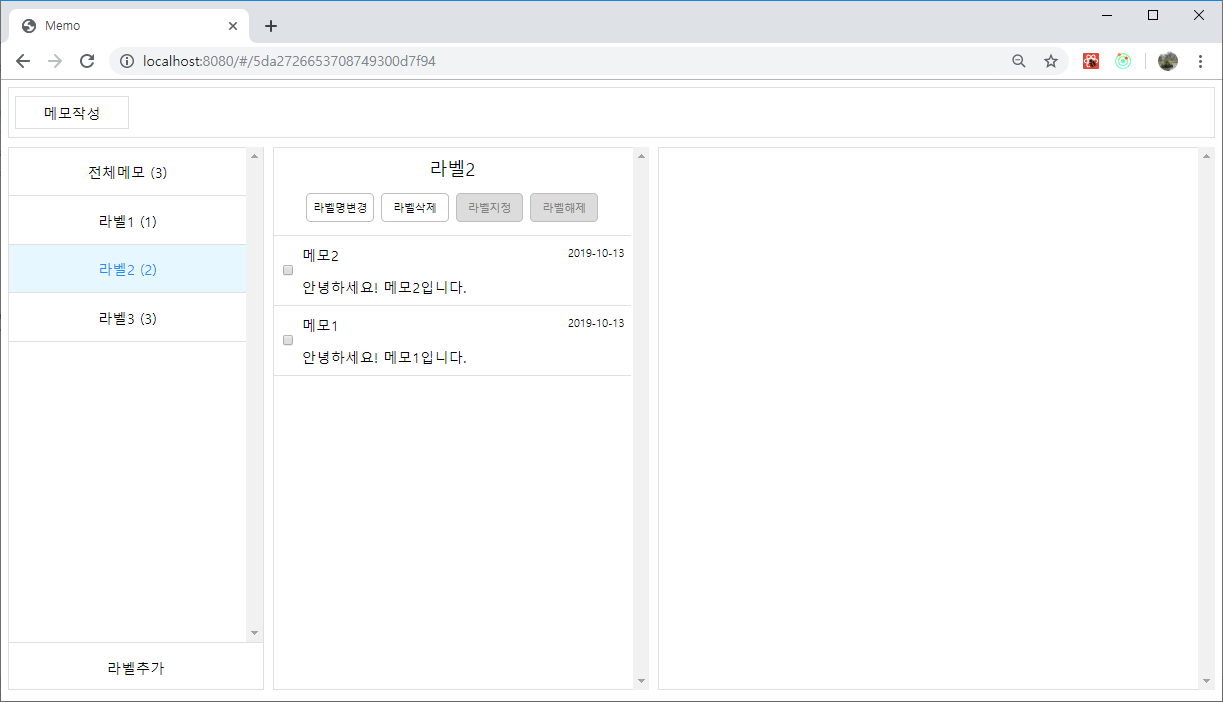 Memo
localhost:8080/#/5da2726653708749300d7f94
메모작성
전체메모 (3)
라벨1 (1)
라벨2 (2)
라벨3 (3)
라벨추가
라벨2
라벨명변경 라벨삭제 라벨지정 라벨해제
메모2 2019-10-13
안녕하세요! 메모2입니다.
메모1 2019-10-13
안녕하세요! 메모1입니다.